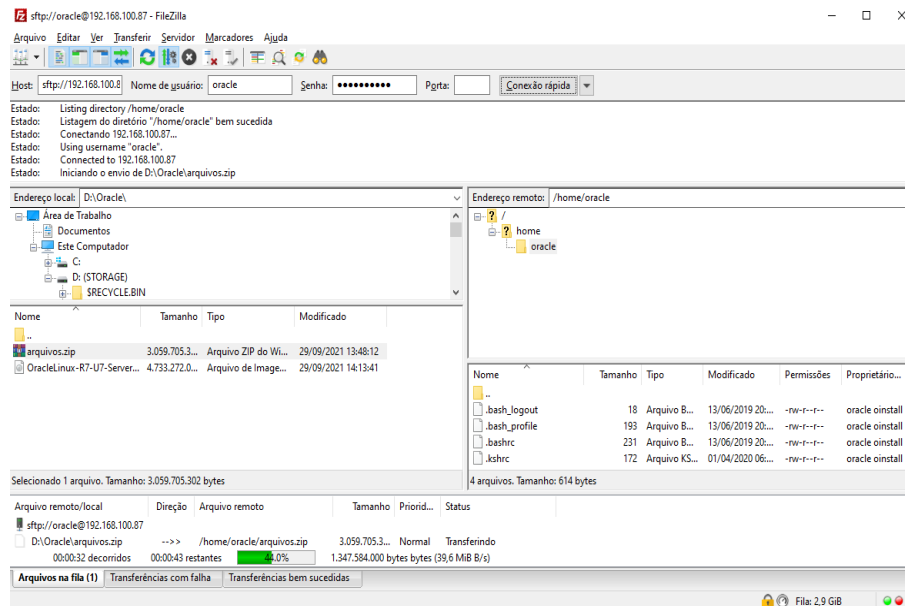 sftp://oracle@192.168.100.87 - FileZilla
Arquivo Editar Ver Transferir Servidor Marcadores Ajuda
Host: sftp://192.168.100.8 Nome de usuário: oracle Senha: ●●●●●●●●●● Porta: Conexão rápida
Estado: Listing directory /home/oracle
Estado: Listagem do diretório "/home/oracle" bem sucedida
Estado: Conectando 192.168.100.87...
Estado: Using username "oracle".
Estado: Connected to 192.168.100.87
Estado: Iniciando o envio de D:\Oracle\arquivos.zip
Endereço local: D:\Oracle\
Área de Trabalho
Documentos
Este Computador
C:
D: (STORAGE)
$RECYCLE.BIN
Nome Tamanho Tipo Modificado
..
arquivos.zip 3.059.705.3... Arquivo ZIP do Wi... 29/09/2021 13:48:12
OracleLinux-R7-U7-Server... 4.733.272.0... Arquivo de Image... 29/09/2021 14:13:41
Selecionado 1 arquivo. Tamanho: 3.059.705.302 bytes
Endereço remoto: /home/oracle
/
home
oracle
Nome Tamanho Tipo Modificado Permissões Proprietário...
..
.bash_logout 18 Arquivo B... 13/06/2019 20:... -rw-r--r-- oracle oinstall
.bash_profile 193 Arquivo B... 13/06/2019 20:... -rw-r--r-- oracle oinstall
.bashrc 231 Arquivo B... 13/06/2019 20:... -rw-r--r-- oracle oinstall
.kshrc 172 Arquivo KS... 01/04/2020 06:... -rw-r--r-- oracle oinstall
4 arquivos. Tamanho: 614 bytes
Arquivo remoto/local Direção Arquivo remoto Tamanho Priorid... Status
sftp://oracle@192.168.100.87
D:\Oracle\arquivos.zip -->> /home/oracle/arquivos.zip 3.059.705.3... Normal Transferindo
00:00:32 decorridos 00:00:43 restantes 44.0% 1.347.584.000 bytes bytes (39,6 MiB B/s)
Arquivos na fila (1) Transferências com falha Transferências bem sucedidas
Fila: 2,9 GiB